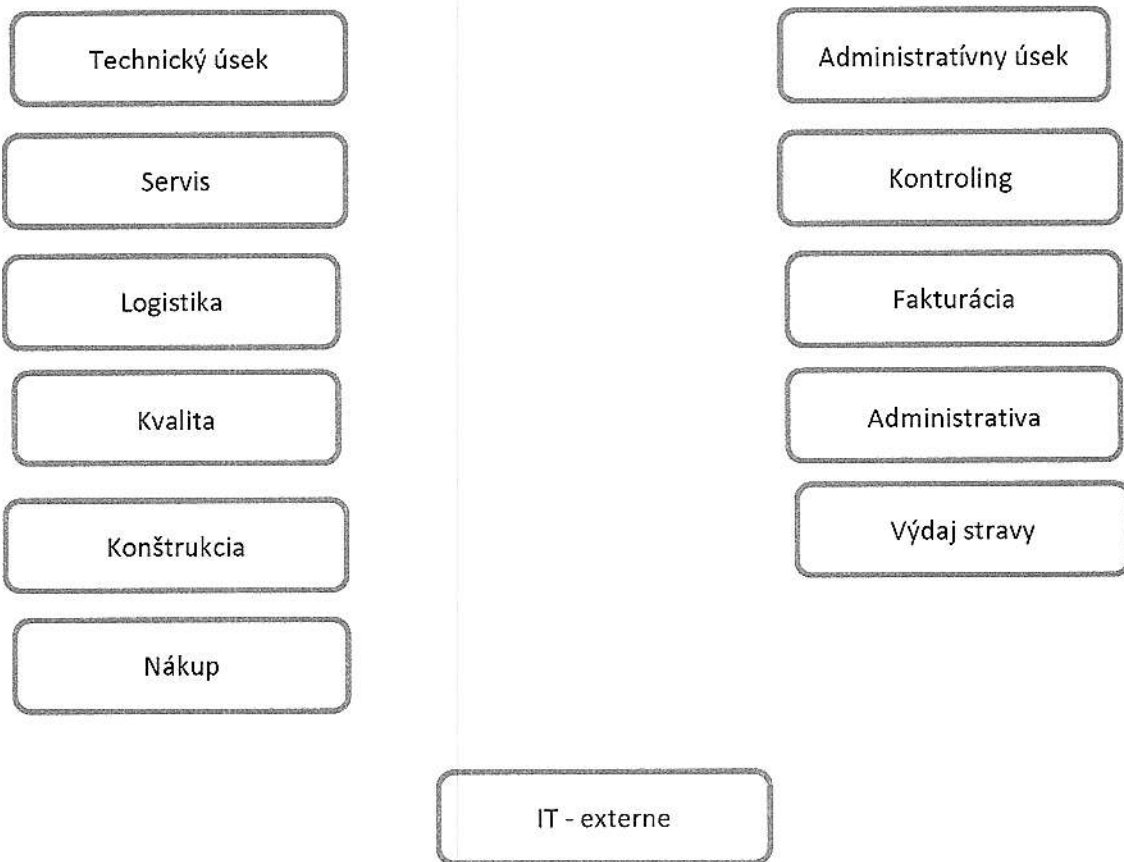 Technický úsek
Servis
Logistika
Kvalita
Konštrukcia
Nákup
Administratívny úsek
Kontroling
Fakturácia
Administrativa
Výdaj stravy
IT - externe